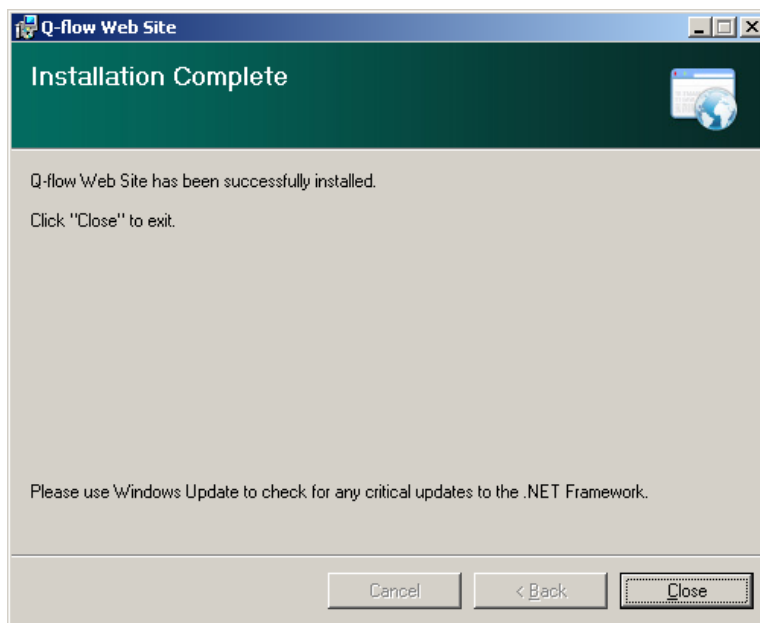 Q-flow Web Site
Installation Complete
Q-flow Web Site has been successfully installed.
Click "Close" to exit.
Please use Windows Update to check for any critical updates to the .NET Framework.
Cancel
< Back
Close